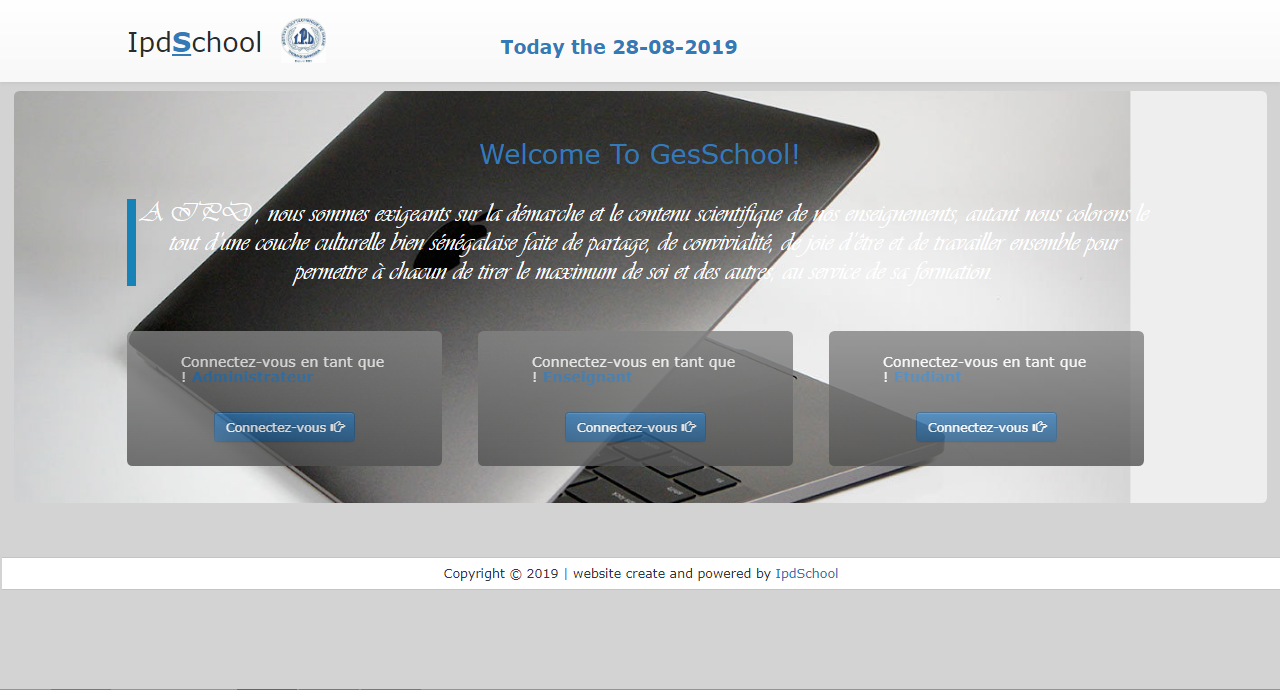 IpdSchool
I.P.D
Today the 28-08-2019
Welcome To GesSchool!
A IPD , nous sommes exigeants sur la démarche et le contenu scientifique de nos enseignements, autant nous colorons le
tout d'une couche culturelle bien sénégalaise faite de partage, de convivialité, de joie d'être et de travailler ensemble pour
permettre à chacun de tirer le maximum de soi et des autres, au service de sa formation.
Connectez-vous en tant que
! Administrateur
Connectez-vous
Connectez-vous en tant que
! Enseignant
Connectez-vous
Connectez-vous en tant que
! Etudiant
Connectez-vous
Copyright © 2019 | website create and powered by IpdSchool